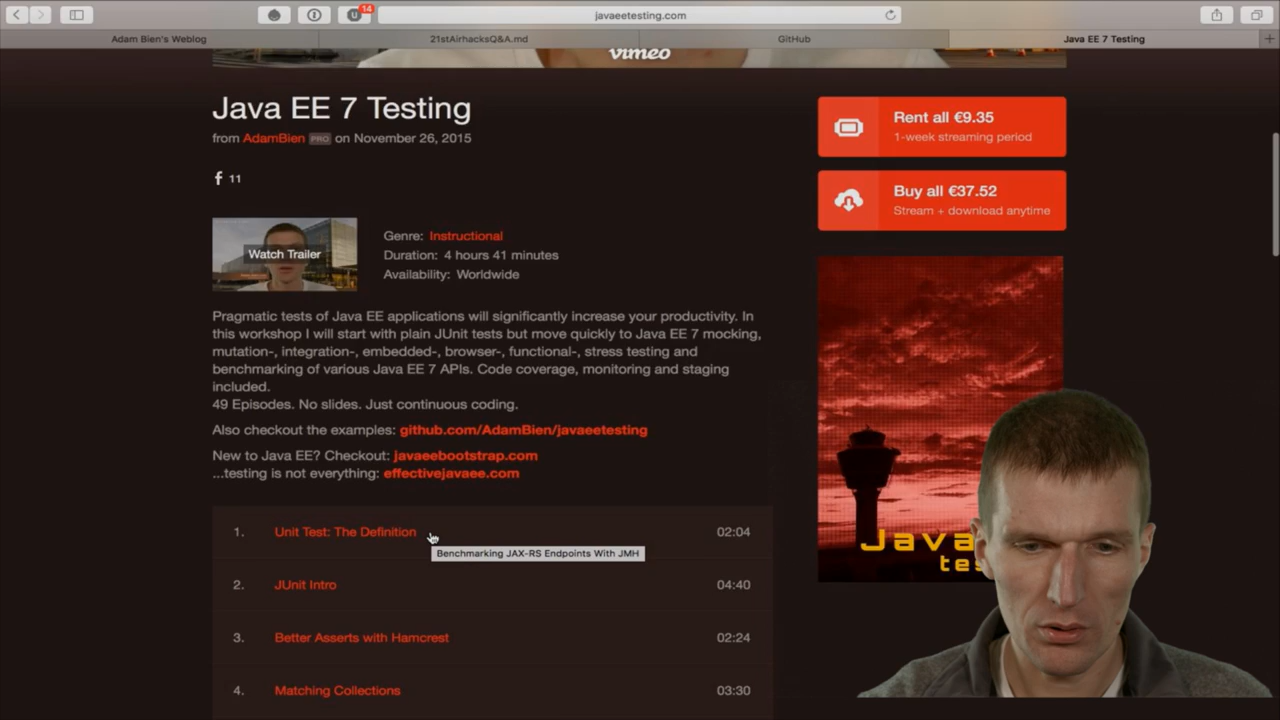 14
javaeetesting.com
Adam Bien's Weblog
21stAirhacksQ&A.md
GitHub
Java EE 7 Testing
vimeo
Java EE 7 Testing
from AdamBien PRO on November 26, 2015
11
Watch Trailer
Genre: Instructional
Duration: 4 hours 41 minutes
Availability: Worldwide
Pragmatic tests of Java EE applications will significantly increase your productivity. In
this workshop I will start with plain JUnit tests but move quickly to Java EE 7 mocking,
mutation-, integration-, embedded-, browser-, functional-, stress testing and
benchmarking of various Java EE 7 APIs. Code coverage, monitoring and staging
included.
49 Episodes. No slides. Just continuous coding.
Also checkout the examples: github.com/AdamBien/javaeetesting
New to Java EE? Checkout: javaeebootstrap.com
...testing is not everything: effectivejavaee.com
1. Unit Test: The Definition 02:04
Benchmarking JAX-RS Endpoints With JMH
2. JUnit Intro 04:40
3. Better Asserts with Hamcrest 02:24
4. Matching Collections 03:30
Rent all €9.35
1-week streaming period
Buy all €37.52
Stream + download anytime
Java
tes